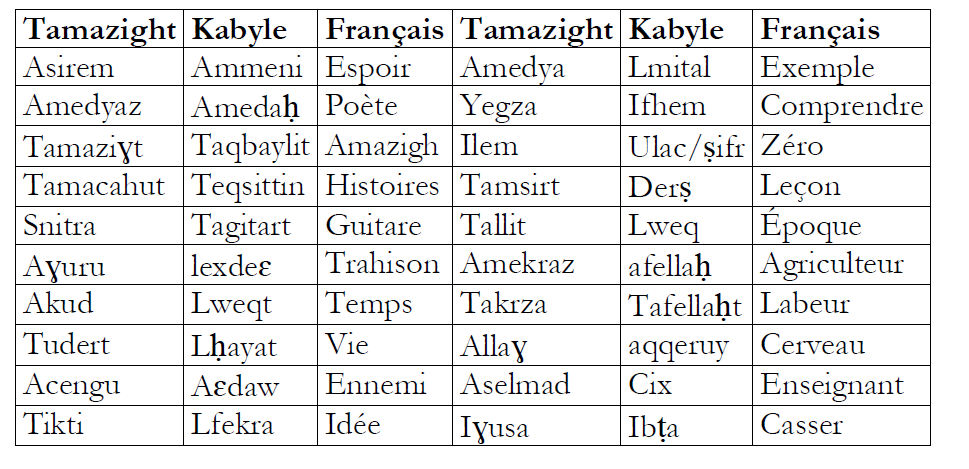 Tamazight Kabyle Français Tamazight Kabyle Français
Asirem Ammeni Espoir Amedya Lmital Exemple
Amedyaz Amedaḥ Poète Yegza Ifhem Comprendre
Tamaziɣt Taqbaylit Amazigh Ilem Ulac/ṣifr Zéro
Tamacahut Teqsittin Histoires Tamsirt Derṣ Leçon
Snitra Tagitart Guitare Tallit Lweq Époque
Aɣuru lexdeɛ Trahison Amekraz afellaḥ Agriculteur
Akud Lweqt Temps Takrza Tafellaḥt Labeur
Tudert Lḥayat Vie Allaɣ aqqeruy Cerveau
Acengu Aɛdaw Ennemi Aselmad Cix Enseignant
Tikti Lfekra Idée Iɣusa Ibṭa Casser